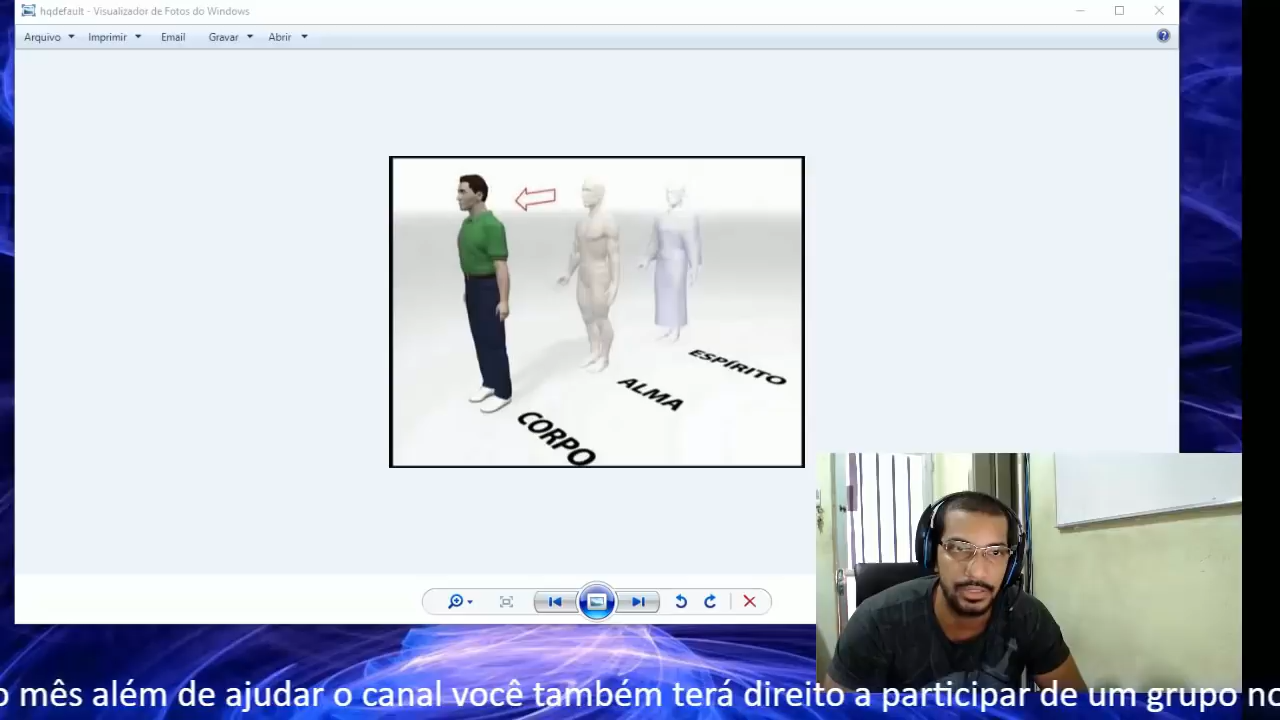 hqdefault - Visualizador de Fotos do Windows
Arquivo Imprimir Email Gravar Abrir
ESPÍRITO
ALMA
CORPO
o mês além de ajudar o canal você também terá direito a participar de um grupo no